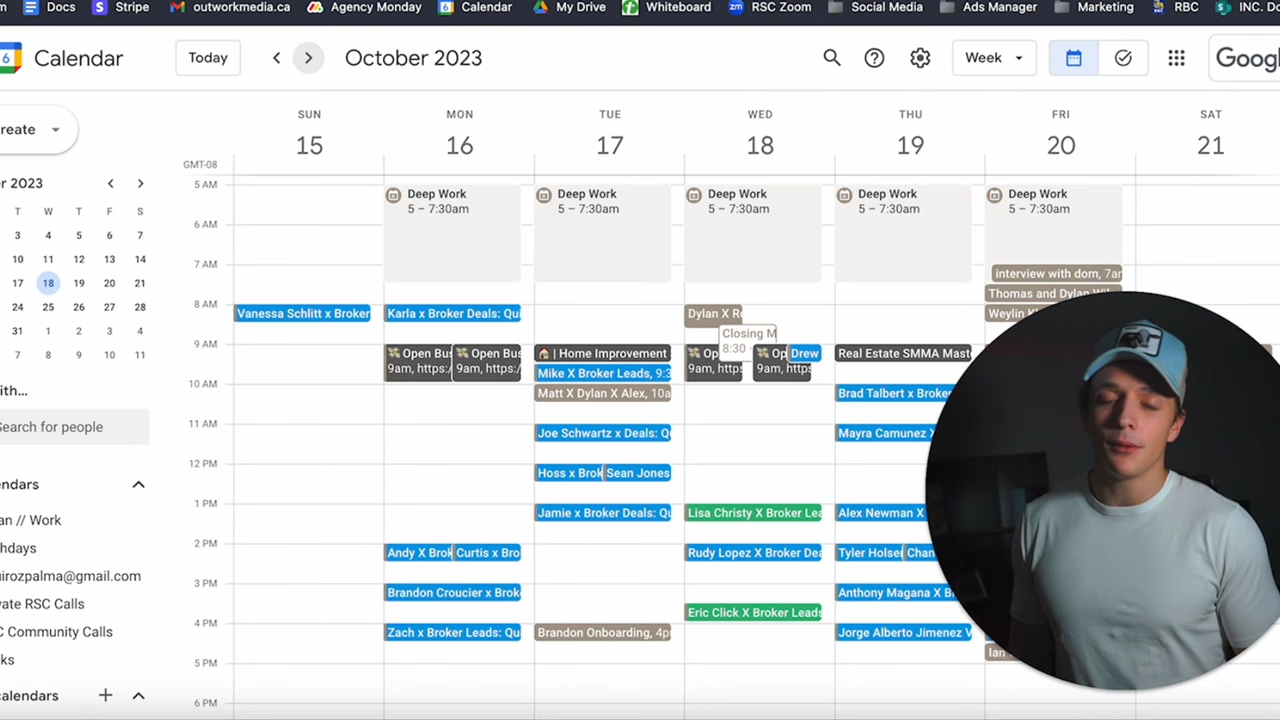 Docs Stripe outworkmedia.ca Agency Monday Calendar My Drive Whiteboard RSC Zoom Social Media Ads Manager Marketing RBC INC.
Calendar Today October 2023 Week
SUN MON TUE WED THU FRI SAT
15 16 17 18 19 20 21
GMT-08
5 AM
6 AM
7 AM
8 AM
9 AM
10 AM
11 AM
12 PM
1 PM
2 PM
3 PM
4 PM
5 PM
6 PM
Vanessa Schlitt x Broker
Deep Work
5 – 7:30am
Karla x Broker Deals: Qui
Open Bus
9am, https:/
Open Bus
9am, https:/
Andy X Brok
Curtis x Bro
Brandon Croucier x Brok
Zach x Broker Leads: Qu
Deep Work
5 – 7:30am
| Home Improvement
Mike X Broker Leads, 9:3
Matt X Dylan X Alex, 10a
Joe Schwartz x Deals: Q
Hoss x Brok
Sean Jones
Jamie x Broker Deals: Qu
Brandon Onboarding, 4p
Deep Work
5 – 7:30am
Dylan X R
Closing M
8:30
Op
9am, https
Op
9am, https
Drew
Lisa Christy X Broker Lea
Rudy Lopez X Broker Dea
Eric Click X Broker Leads
Deep Work
5 – 7:30am
Real Estate SMMA Mast
Brad Talbert x Broke
Mayra Camunez X
Alex Newman X
Tyler Holse
Chan
Anthony Magana X B
Jorge Alberto Jimenez V
Deep Work
5 – 7:30am
interview with dom, 7am
Thomas and Dylan
Weylin K
Ian
reate
er 2023
T W T F S
3 4 5 6 7
10 11 12 13 14
17 18 19 20 21
24 25 26 27 28
31 1 2 3 4
7 8 9 10 11
ith...
Search for people
endars
an // Work
hdays
uirozpalma@gmail.com
vate RSC Calls
C Community Calls
ks
calendars